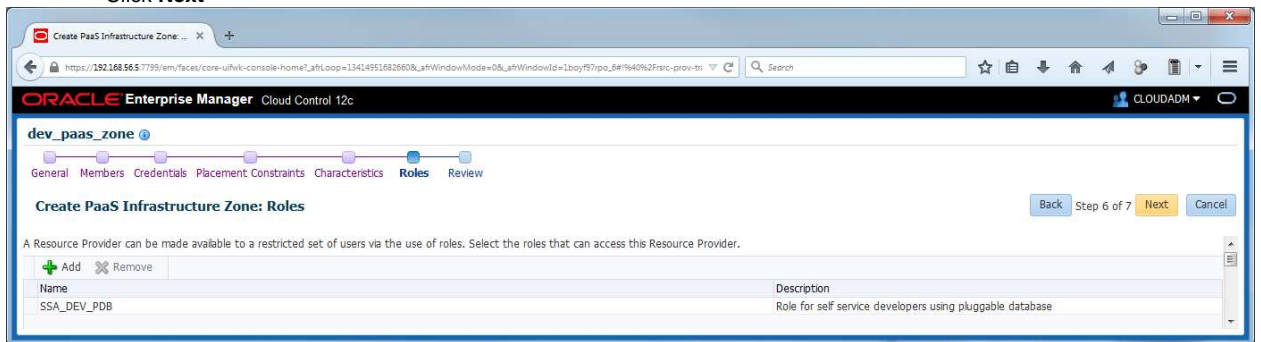 Click Next
Create PaaS Infrastructure Zone: ...
https://192.168.56.5:7799/em/faces/core-uifwk-console-home?_afrLoop=1341495168266​0&_afrWindowMode=0&_afrWindowId=1boyf97rpo_6#!%40%2Frsrc-prov-tr
Search
ORACLE Enterprise Manager Cloud Control 12c
CLOUDADM
dev_paas_zone
General Members Credentials Placement Constraints Characteristics Roles Review
Create PaaS Infrastructure Zone: Roles
Back Step 6 of 7 Next Cancel
A Resource Provider can be made available to a restricted set of users via the use of roles. Select the roles that can access this Resource Provider.
Add Remove
Name Description
SSA_DEV_PDB Role for self service developers using pluggable database